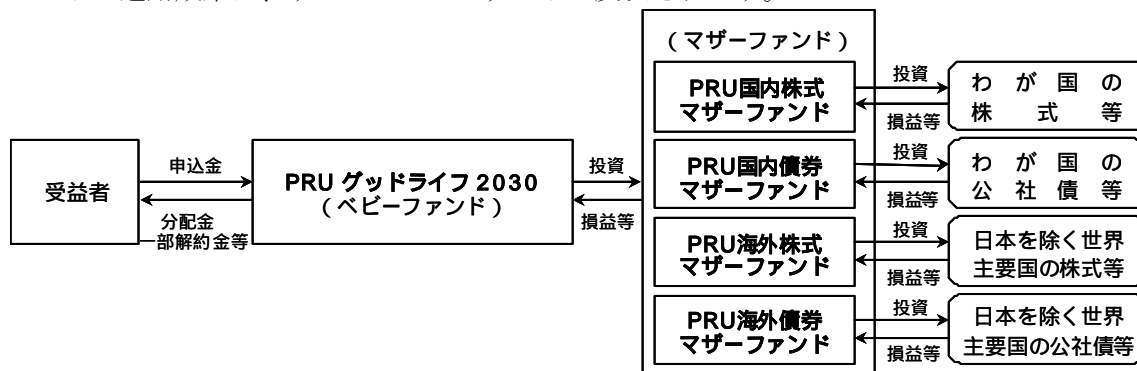 (マザーファンド)
受益者
申込金
分配金
一部解約金等
PRU グッドライフ 2030
(ベビーファンド)
投資
損益等
PRU国内株式
マザーファンド
投資
損益等
わが国の
株式等
PRU国内債券
マザーファンド
投資
損益等
わが国の
公社債等
PRU海外株式
マザーファンド
投資
損益等
日本を除く世界
主要国の株式等
PRU海外債券
マザーファンド
投資
損益等
日本を除く世界
主要国の公社債等